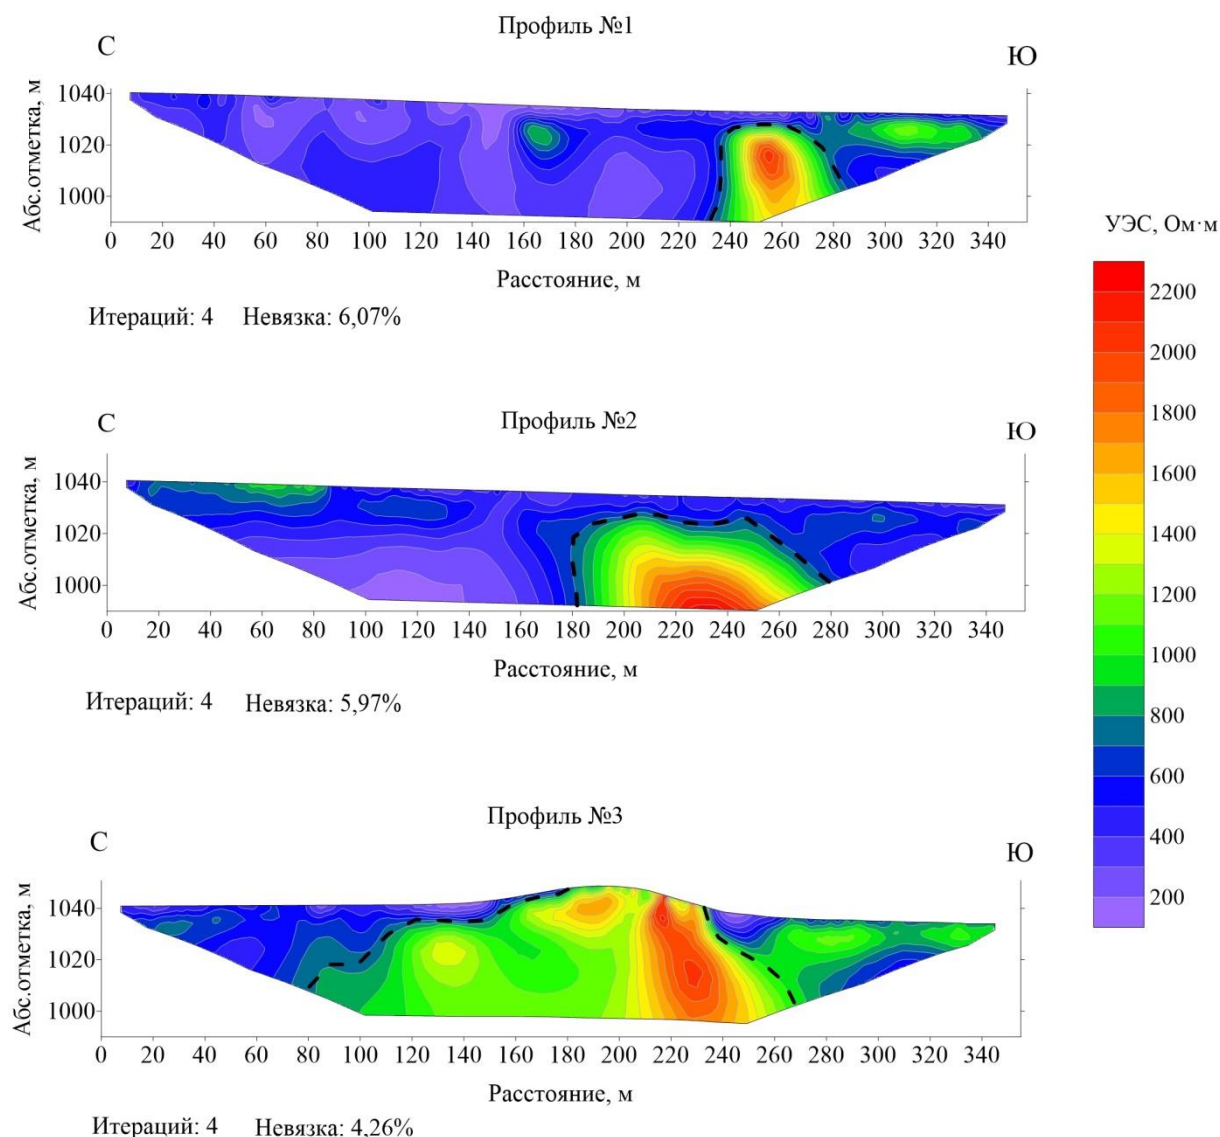 Профиль №1
С
Ю
Абс.отметка, м
1040
1020
1000
0 20 40 60 80 100 120 140 160 180 200 220 240 260 280 300 320 340
Расстояние, м
Итераций: 4 Невязка: 6,07%
УЭС, Ом·м
2200
2000
1800
1600
1400
1200
1000
800
600
400
200
Профиль №2
С
Ю
Абс.отметка, м
1040
1020
1000
0 20 40 60 80 100 120 140 160 180 200 220 240 260 280 300 320 340
Расстояние, м
Итераций: 4 Невязка: 5,97%
Профиль №3
С
Ю
Абс.отметка, м
1040
1020
1000
0 20 40 60 80 100 120 140 160 180 200 220 240 260 280 300 320 340
Расстояние, м
Итераций: 4 Невязка: 4,26%